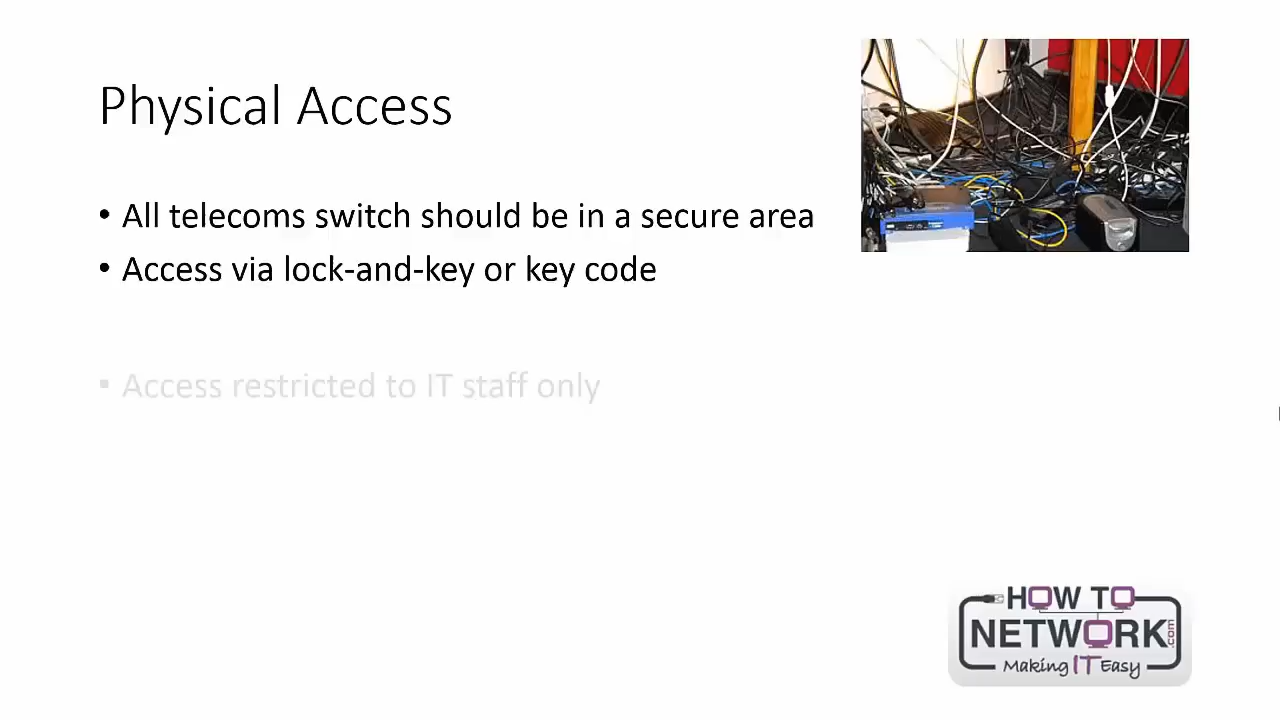 Physical Access
• All telecoms switch should be in a secure area
• Access via lock-and-key or key code
▪ Access restricted to IT staff only
HOW TO
NETWORK.com
Making IT Easy